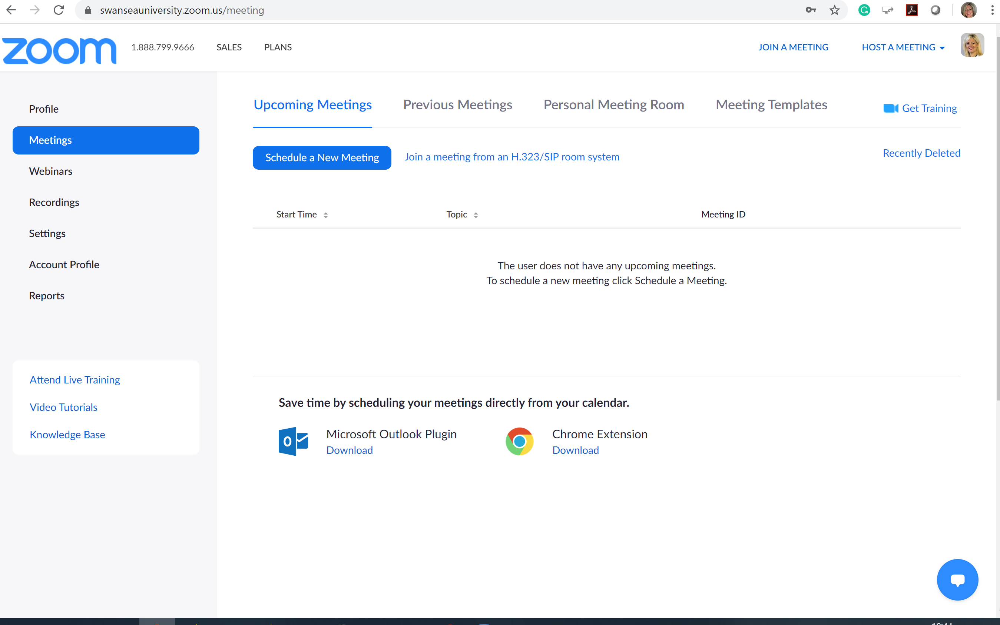 swanseauniversity.zoom.us/meeting
zoom 1.888.799.9666 SALES PLANS JOIN A MEETING HOST A MEETING
Upcoming Meetings Previous Meetings Personal Meeting Room Meeting Templates Get Training
Profile
Meetings
Webinars
Recordings
Settings
Account Profile
Reports
Attend Live Training
Video Tutorials
Knowledge Base
Schedule a New Meeting Join a meeting from an H.323/SIP room system Recently Deleted
Start Time Topic Meeting ID
The user does not have any upcoming meetings.
To schedule a new meeting click Schedule a Meeting.
Save time by scheduling your meetings directly from your calendar.
Microsoft Outlook Plugin Chrome Extension
Download Download